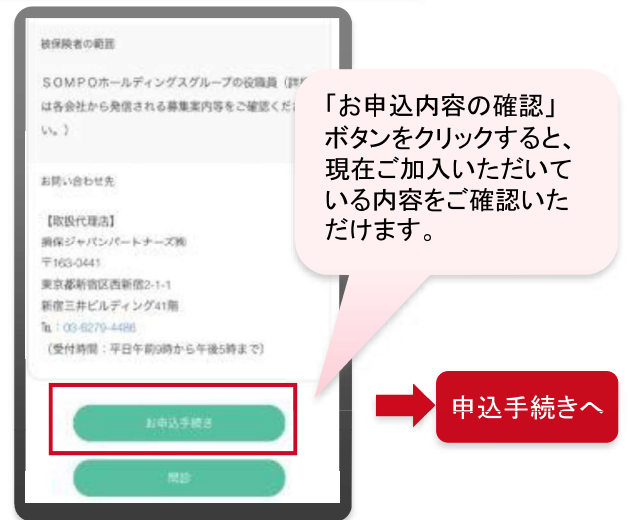 被保険者の範囲
SOMPOホールディングスグループの役職員（詳
は各会社から発信される募集案内等をご確認くだ
い。）
お問い合わせ先
【取扱代理店】
損保ジャパンパートナーズ㈱
〒163-0441
東京都新宿区西新宿2-1-1
新宿三井ビルディング41階
℡：03-6279-4486
（受付時間：平日午前9時から午後5時まで）
お申込手続き
問診
「お申込内容の確認」
ボタンをクリックすると、
現在ご加入いただいて
いる内容をご確認いた
だけます。
申込手続きへ